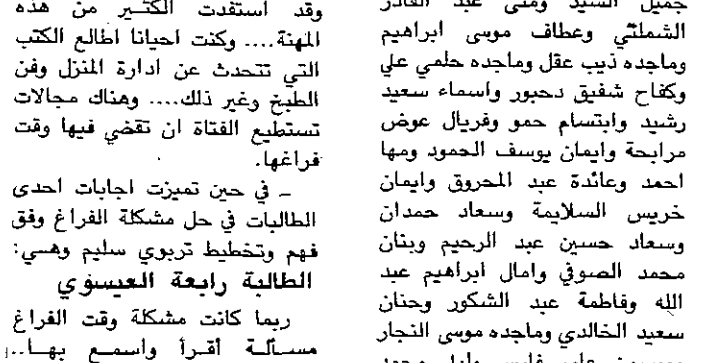 جميل السيد ومنى عبد القادر
الشملتي وعطاف موسى ابراهيم
وماجده ذيب عقل وماجده حلمي علي
وكفاح شفيق دحبور واسماء سعيد
رشيد وابتسام حمو وفريال عوض
مرابحة وايمان يوسف الحمود ومها
احمد وعائدة عبد المحروق وايمان
خريس السلايمة وسعاد حمدان
وسعاد حسين عبد الرحيم وبنان
محمد الصوفي وامال ابراهيم عبد
الله وفاطمة عبد الشكور وحنان
سعيد الخالدي وماجده موسى النجار
وقد استفدت الكثير من هذه
المهنة.... وكنت احيانا اطالع الكتب
التي تتحدث عن ادارة المنزل وفن
الطبخ وغير ذلك.... وهناك مجالات
تستطيع الفتاة ان تقضي فيها وقت
فراغها.
ـ في حين تميزت اجابات احدى
الطالبات في حل مشكلة الفراغ وفق
فهم وتخطيط تربوي سليم وهسي:
الطالبة رابعة العيسوي
ربما كانت مشكلة وقت الفراغ
مسألة أقرأ واسمع بها..